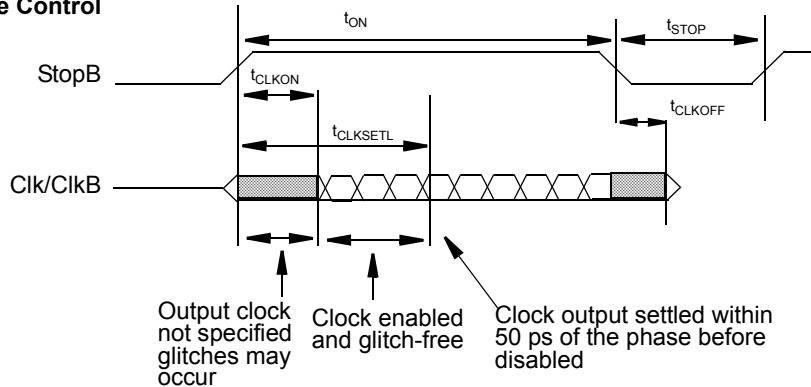 e Control
tON
tSTOP
StopB
tCLKON
tCLKOFF
tCLKSETL
Clk/ClkB
Output clock
not specified
glitches may
occur
Clock enabled
and glitch-free
Clock output settled within
50 ps of the phase before
disabled